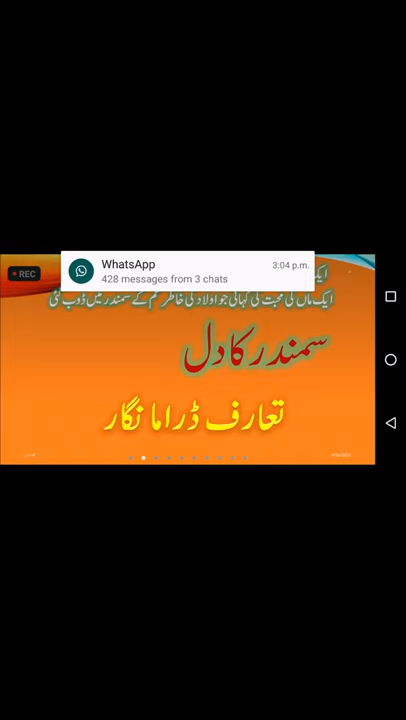 REC
WhatsApp
3:04 p.m.
428 messages from 3 chats
ایک
ایک ماں کی محبت کی کہانی جو اولاد کی خاطر غم کے سمندر میں ڈوب گئی
سمندر کا دل
تعارف ڈراما نگار